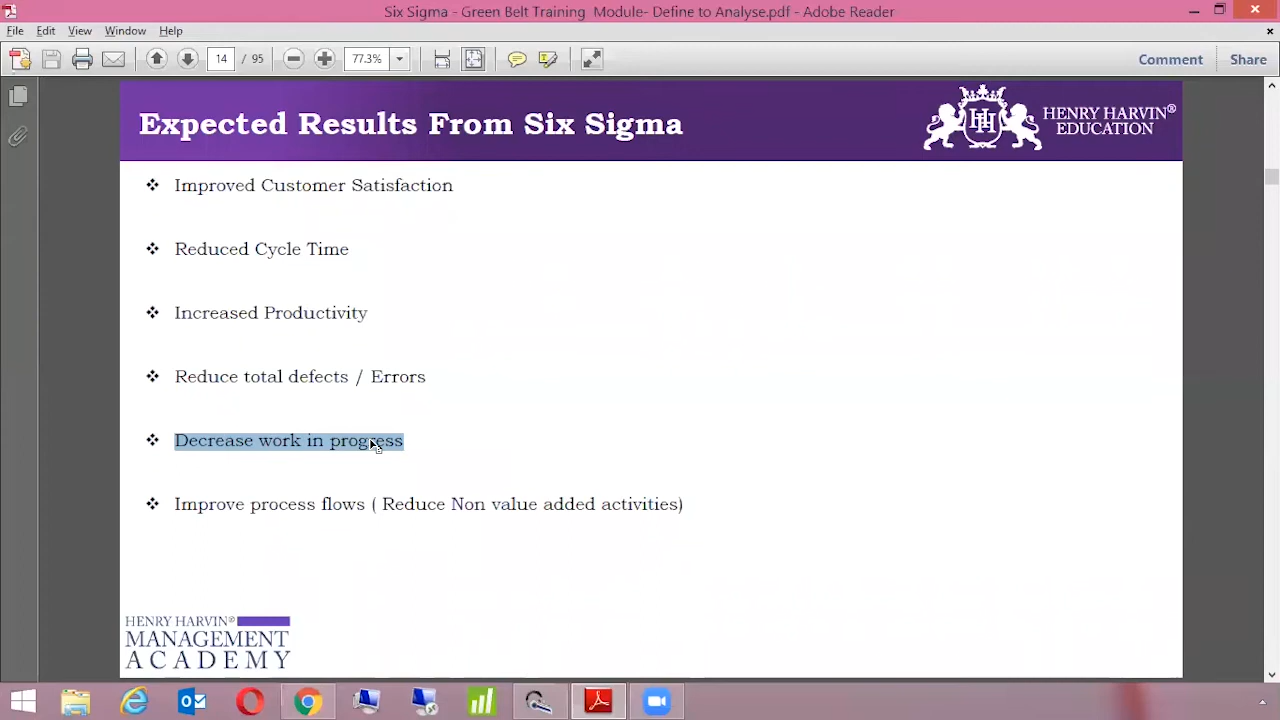 Six Sigma - Green Belt Training Module- Define to Analyse.pdf - Adobe Reader
File Edit View Window Help
14 / 95 77.3% Comment Share
Expected Results From Six Sigma
HENRY HARVIN®
EDUCATION
❖ Improved Customer Satisfaction
❖ Reduced Cycle Time
❖ Increased Productivity
❖ Reduce total defects / Errors
❖ Decrease work in progress
❖ Improve process flows ( Reduce Non value added activities)
HENRY HARVIN®
MANAGEMENT
ACADEMY